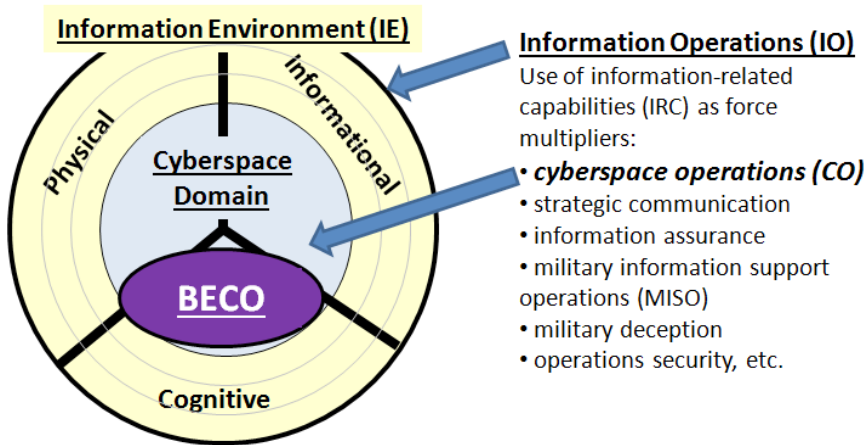 Information Environment (IE)
Physical
Informational
Cyberspace
Domain
BECO
Cognitive
Information Operations (IO)
Use of information-related
capabilities (IRC) as force
multipliers:
• cyberspace operations (CO)
• strategic communication
• information assurance
• military information support
operations (MISO)
• military deception
• operations security, etc.